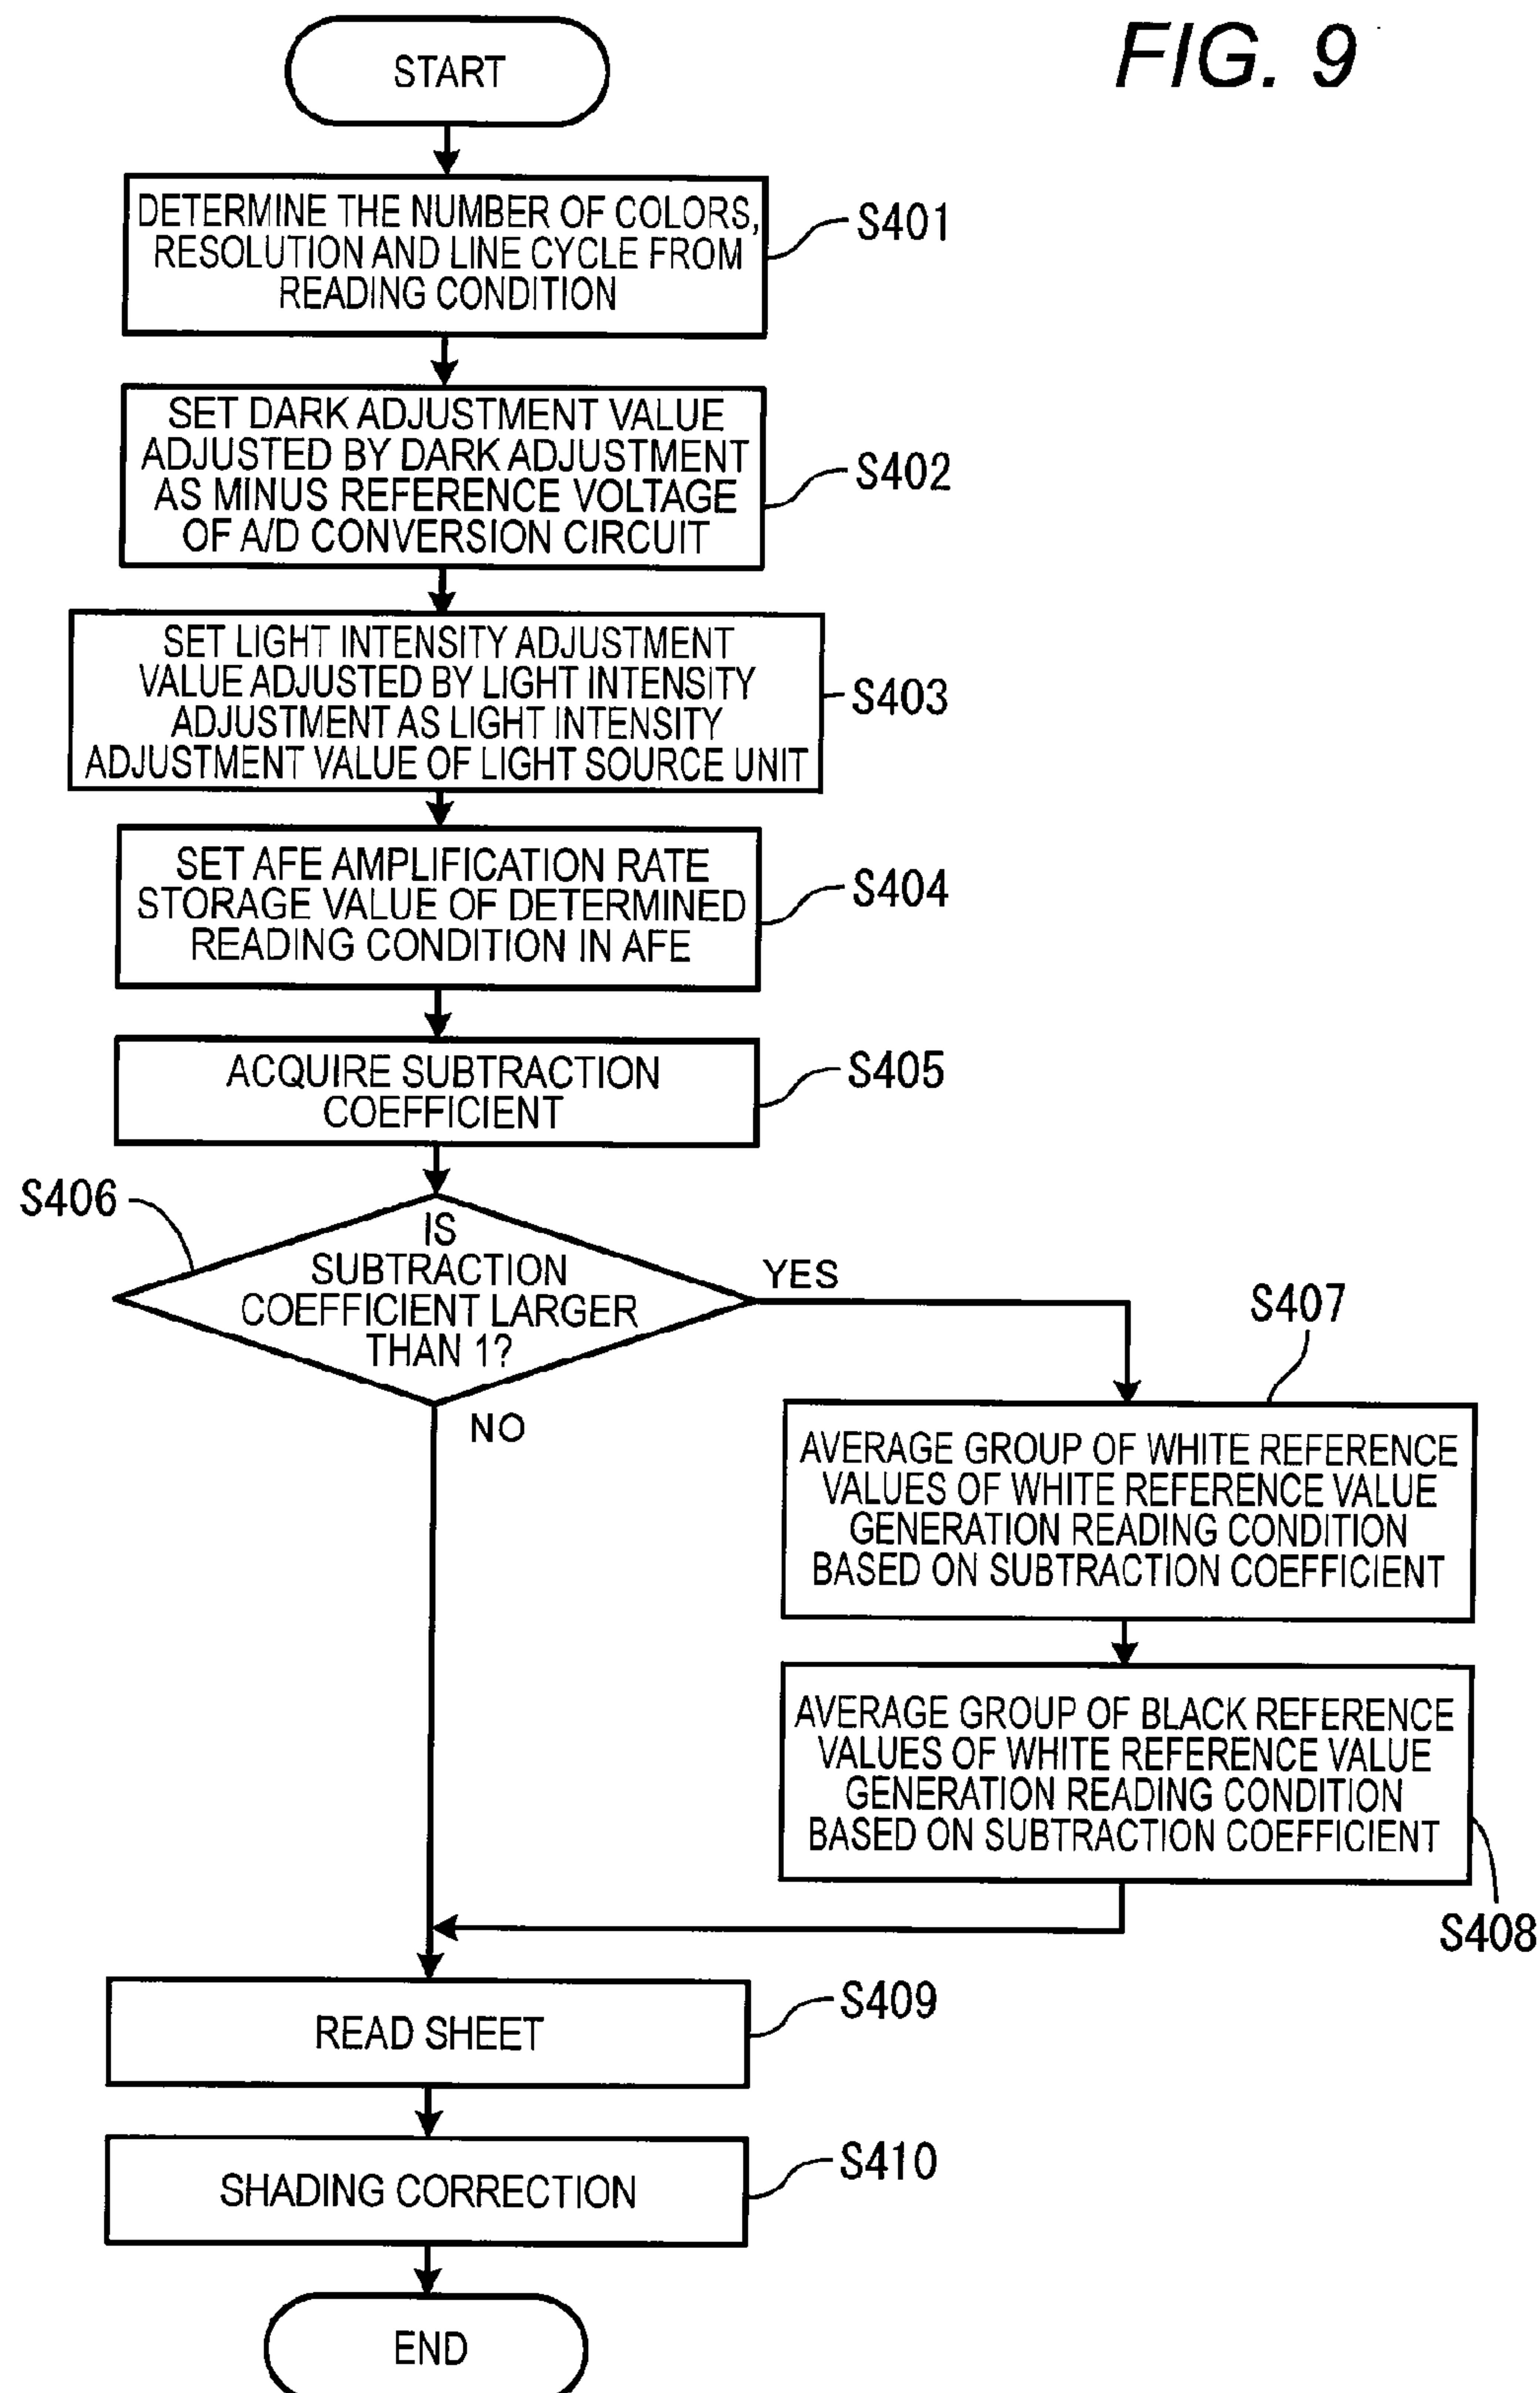 FIG. 9
START
DETERMINE THE NUMBER OF COLORS,
RESOLUTION AND LINE CYCLE FROM
READING CONDITION
S401
SET DARK ADJUSTMENT VALUE
ADJUSTED BY DARK ADJUSTMENT
AS MINUS REFERENCE VOLTAGE
OF A/D CONVERSION CIRCUIT
S402
SET LIGHT INTENSITY ADJUSTMENT
VALUE ADJUSTED BY LIGHT INTENSITY
ADJUSTMENT AS LIGHT INTENSITY
ADJUSTMENT VALUE OF LIGHT SOURCE UNIT
S403
SET AFE AMPLIFICATION RATE
STORAGE VALUE OF DETERMINED
READING CONDITION IN AFE
S404
ACQUIRE SUBTRACTION
COEFFICIENT
S405
S406
IS
SUBTRACTION
COEFFICIENT LARGER
THAN 1?
YES
NO
S407
AVERAGE GROUP OF WHITE REFERENCE
VALUES OF WHITE REFERENCE VALUE
GENERATION READING CONDITION
BASED ON SUBTRACTION COEFFICIENT
AVERAGE GROUP OF BLACK REFERENCE
VALUES OF WHITE REFERENCE VALUE
GENERATION READING CONDITION
BASED ON SUBTRACTION COEFFICIENT
S408
READ SHEET
S409
SHADING CORRECTION
S410
END